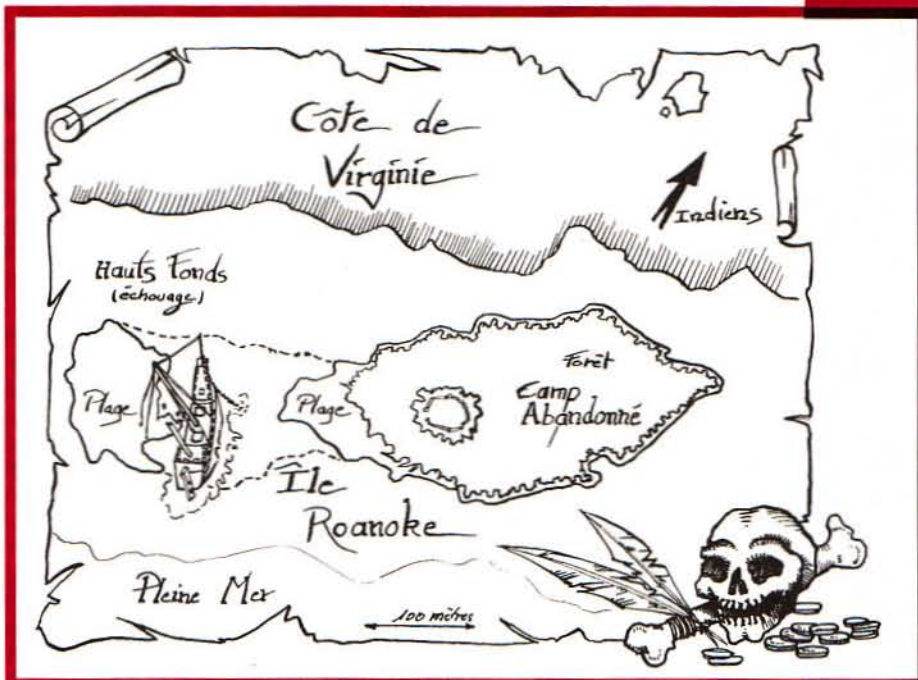 Côte de
Virginie
Indiens
Hauts Fonds
(échouage)
Plage
Plage
Forêt
Camp
Abandonné
Île
Roanoke
Pleine Mer
100 mètres